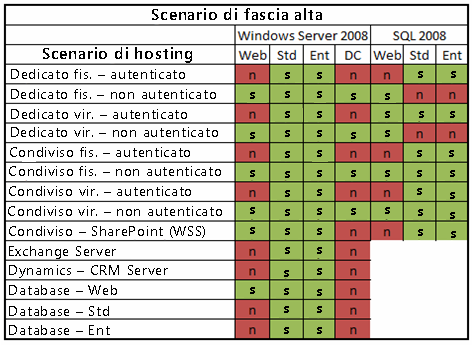 Scenario di fascia alta
Windows Server 2008 SQL 2008
Scenario di hosting Web Std Ent DC Web Std Ent
Dedicato fis. – autenticato n s s n n s s
Dedicato fis. – non autenticato s s s s s n n
Dedicato vir. – autenticato n s s n s s s
Dedicato vir. – non autenticato s s s s s n n
Condiviso fis. – autenticato n s s n n s s
Condiviso fis. – non autenticato s s s s s s s
Condiviso vir. – autenticato n s s n n s s
Condiviso vir. – non autenticato s s s s s s s
Condiviso – SharePoint (WSS) s s s n n s s
Exchange Server n s s n
Dynamics – CRM Server n s s n
Database – Web s s s n
Database – Std n s s n
Database – Ent n s s n